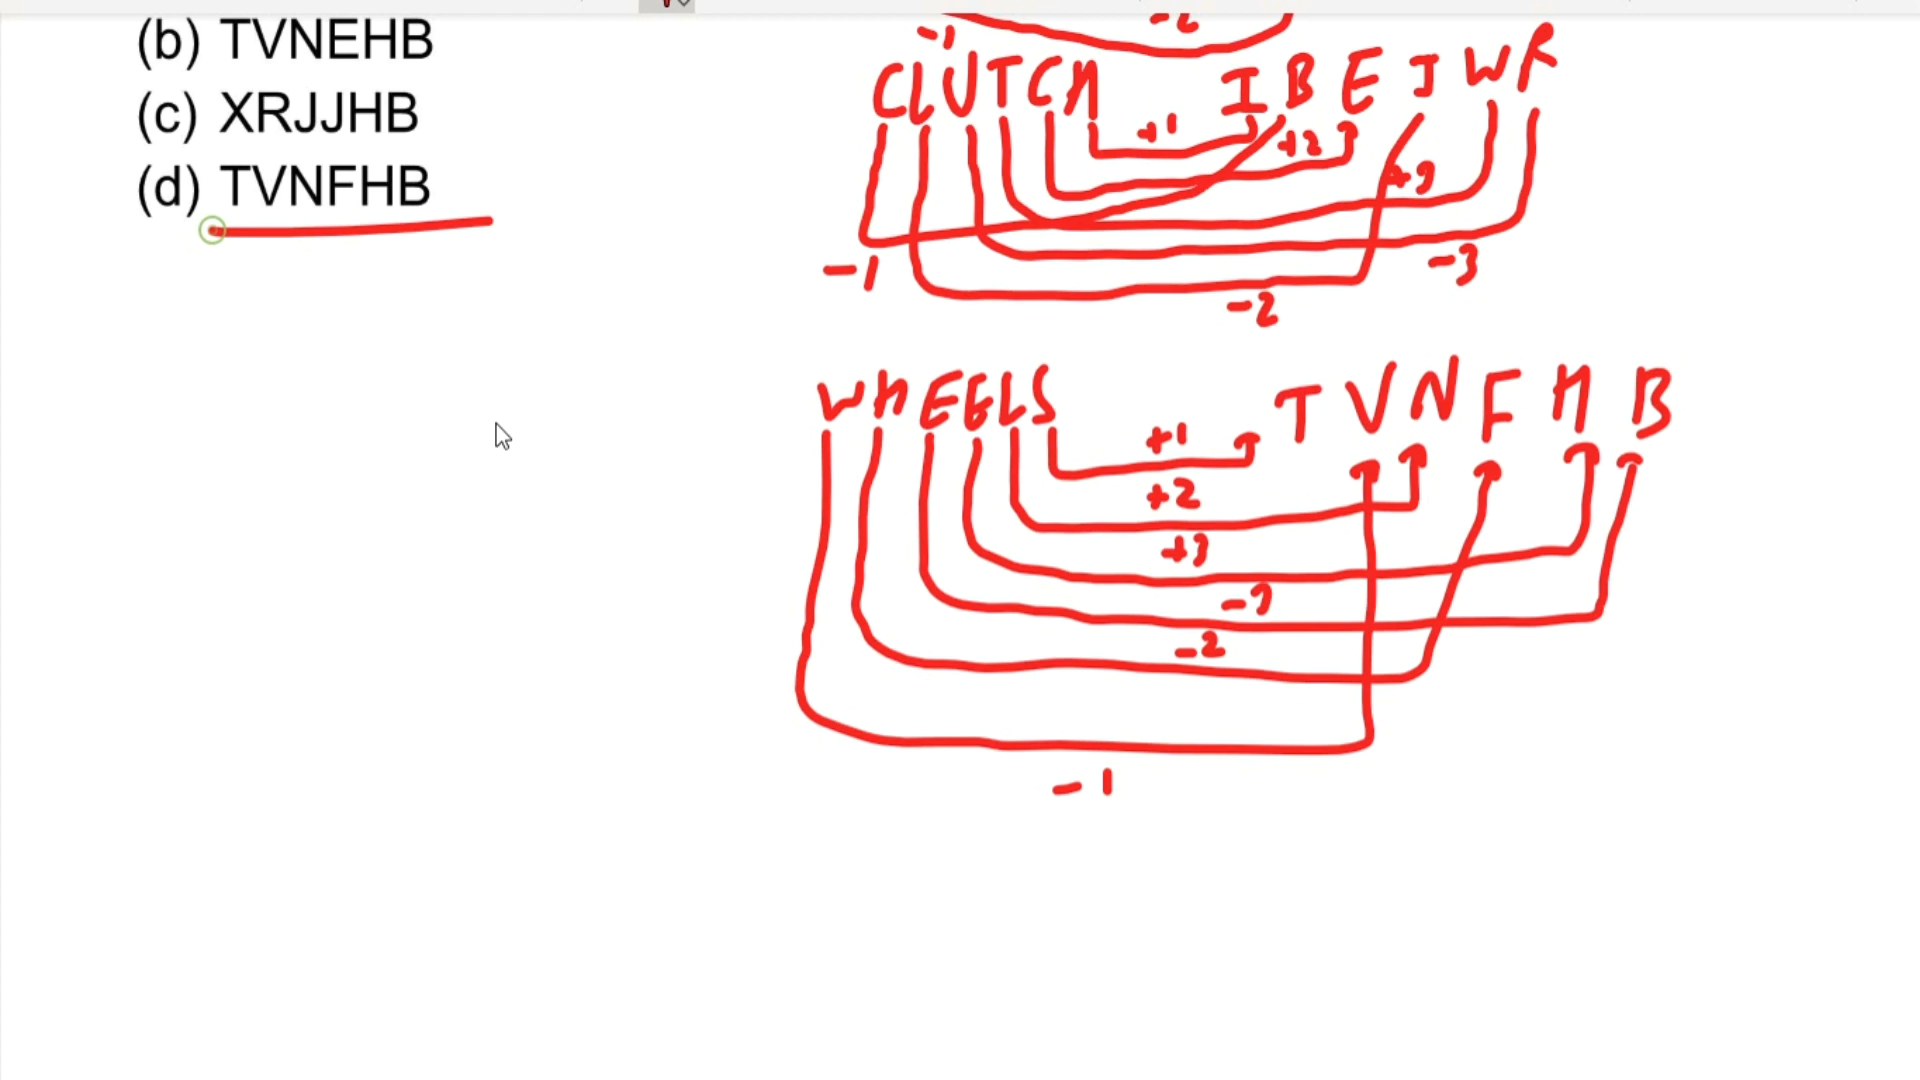 (b) TVNEHB
(c) XRJJHB
(d) TVNFHB
-2
-1
CLUTCH IBEJWR
+1
+2
+3
-1
-3
-2
WHEELS TVNFHB
+1
+2
+3
-3
-2
-1